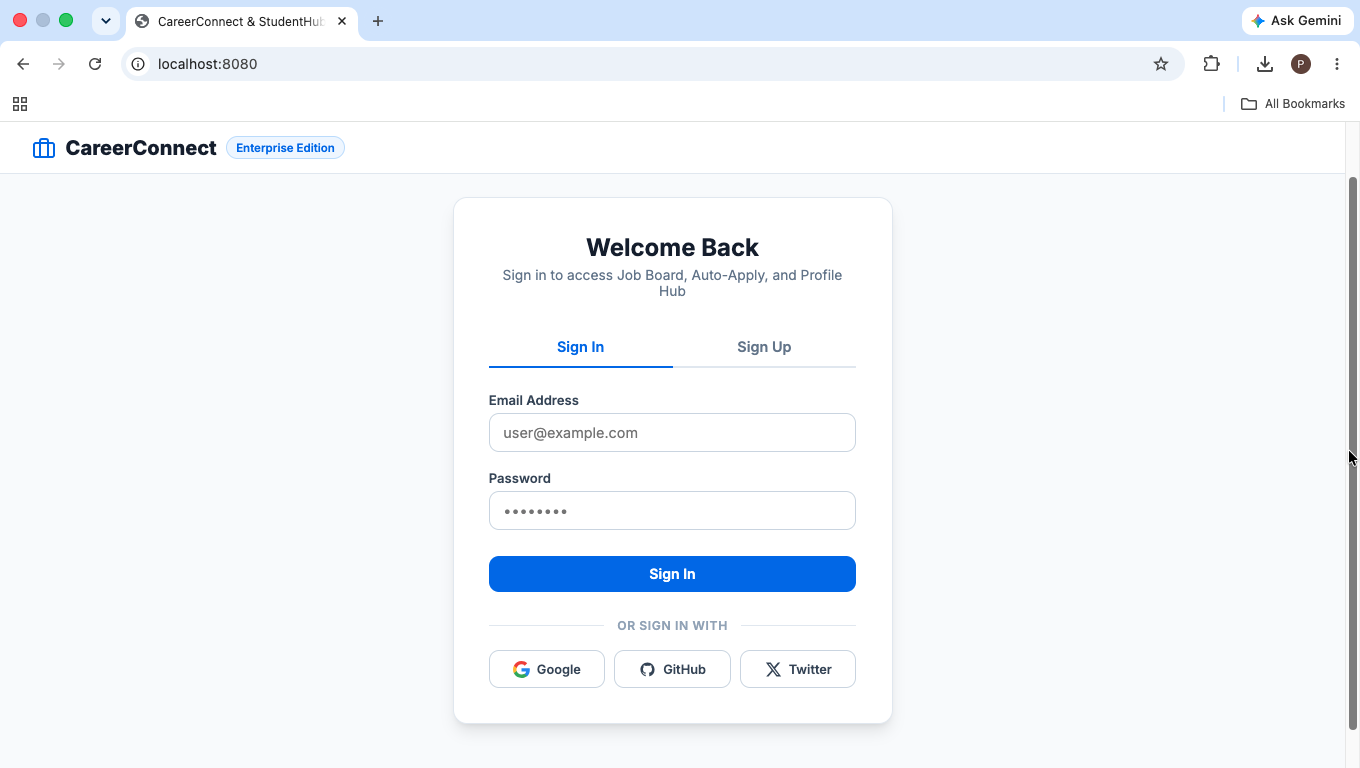 CareerConnect & StudentHub
Ask Gemini
localhost:8080
P
All Bookmarks
CareerConnect
Enterprise Edition
Welcome Back
Sign in to access Job Board, Auto-Apply, and Profile
Hub
Sign In
Sign Up
Email Address
user@example.com
Password
Sign In
OR SIGN IN WITH
Google
GitHub
Twitter